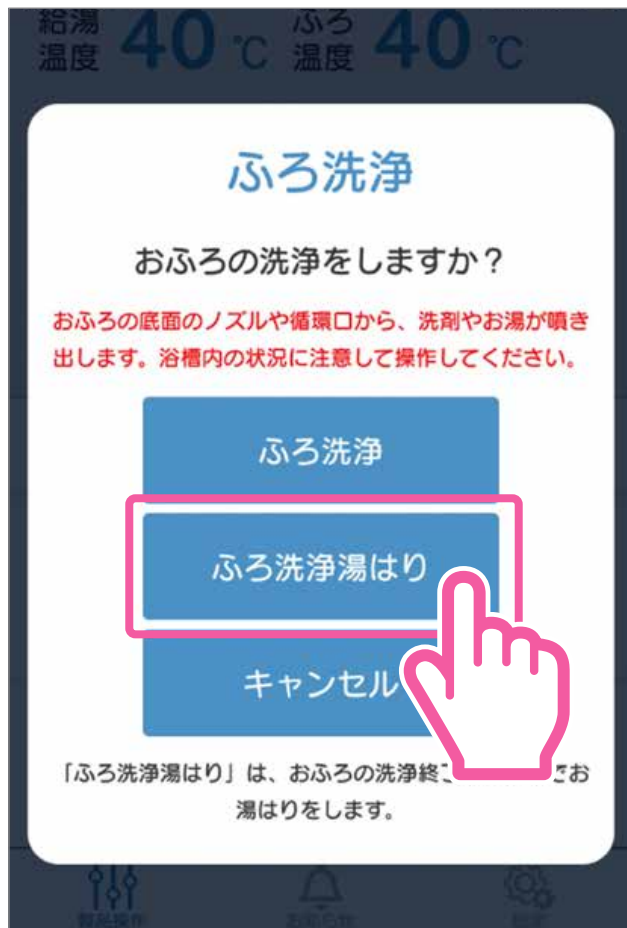 給湯 ふろ
温度 40 ℃ 温度 40 ℃
ふろ洗浄
おふろの洗浄をしますか？
おふろの底面のノズルや循環口から、洗剤やお湯が噴き
出します。浴槽内の状況に注意して操作してください。
ふろ洗浄
ふろ洗浄湯はり
キャンセル
「ふろ洗浄湯はり」は、おふろの洗浄終 お
湯はりをします。